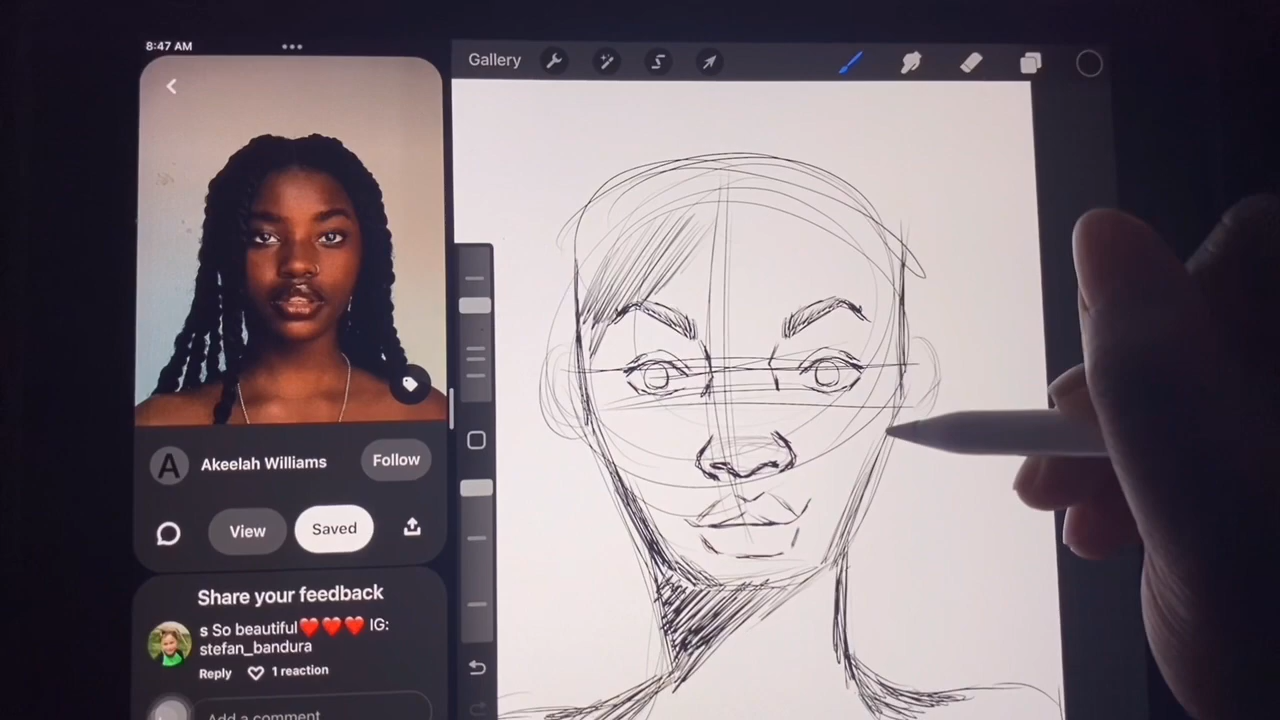 8:47 AM
Gallery
A
Akeelah Williams
Follow
View
Saved
Share your feedback
s So beautiful❤️❤️❤️ IG:
stefan_bandura
Reply
1 reaction
Add a comment